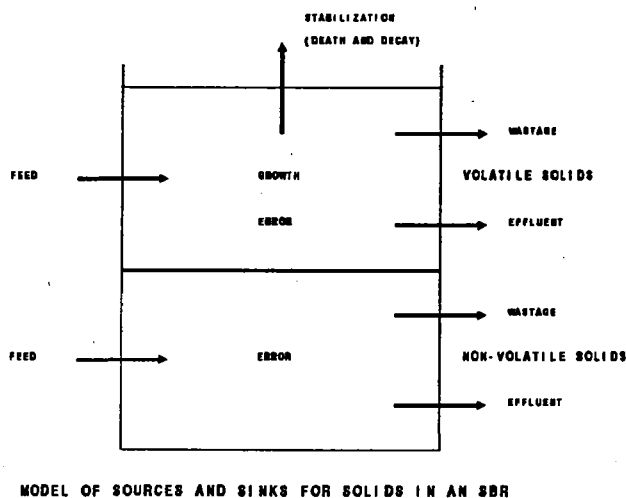 STABILIZATION
(DEATH AND DECAY)
WASTAGE
FEED
GROWTH
VOLATILE SOLIDS
ERROR
EFFLUENT
WASTAGE
FEED
ERROR
NON-VOLATILE SOLIDS
EFFLUENT
MODEL OF SOURCES AND SINKS FOR SOLIDS IN AN SBR